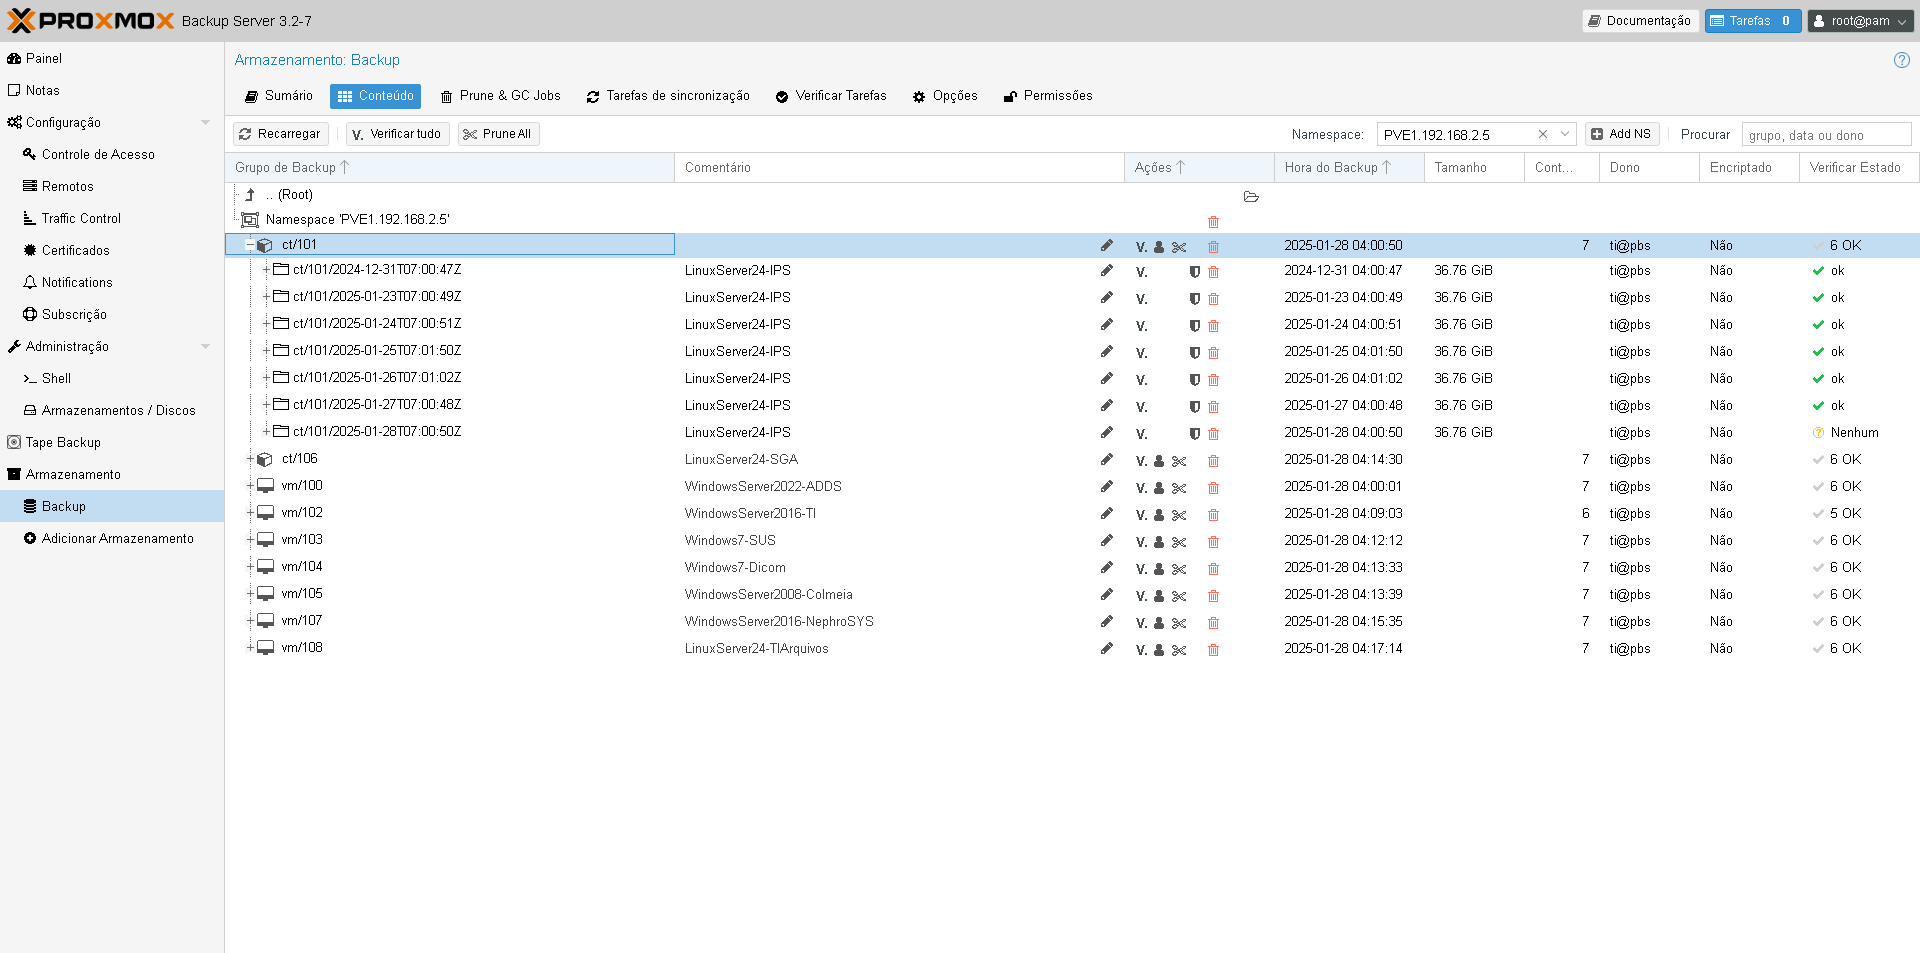 PROXMOX Backup Server 3.2-7 Documentação Tarefas 0 root@pam
Painel
Notas
Configuração
Controle de Acesso
Remotos
Traffic Control
Certificados
Notifications
Subscrição
Administração
Shell
Armazenamentos / Discos
Tape Backup
Armazenamento
Backup
Adicionar Armazenamento
Armazenamento: Backup
Sumário Conteúdo Prune & GC Jobs Tarefas de sincronização Verificar Tarefas Opções Permissões
Recarregar V. Verificar tudo Prune All Namespace: PVE1.192.168.2.5 Add NS Procurar grupo, data ou dono
Grupo de Backup Comentário Ações Hora do Backup Tamanho Cont... Dono Encriptado Verificar Estado
.. (Root)
Namespace 'PVE1.192.168.2.5'
ct/101 V. 2025-01-28 04:00:50 7 ti@pbs Não 6 OK
ct/101/2024-12-31T07:00:47Z LinuxServer24-IPS V. 2024-12-31 04:00:47 36.76 GiB ti@pbs Não ok
ct/101/2025-01-23T07:00:49Z LinuxServer24-IPS V. 2025-01-23 04:00:49 36.76 GiB ti@pbs Não ok
ct/101/2025-01-24T07:00:51Z LinuxServer24-IPS V. 2025-01-24 04:00:51 36.76 GiB ti@pbs Não ok
ct/101/2025-01-25T07:01:50Z LinuxServer24-IPS V. 2025-01-25 04:01:50 36.76 GiB ti@pbs Não ok
ct/101/2025-01-26T07:01:02Z LinuxServer24-IPS V. 2025-01-26 04:01:02 36.76 GiB ti@pbs Não ok
ct/101/2025-01-27T07:00:48Z LinuxServer24-IPS V. 2025-01-27 04:00:48 36.76 GiB ti@pbs Não ok
ct/101/2025-01-28T07:00:50Z LinuxServer24-IPS V. 2025-01-28 04:00:50 36.76 GiB ti@pbs Não Nenhum
ct/106 LinuxServer24-SGA V. 2025-01-28 04:14:30 7 ti@pbs Não 6 OK
vm/100 WindowsServer2022-ADDS V. 2025-01-28 04:00:01 7 ti@pbs Não 6 OK
vm/102 WindowsServer2016-TI V. 2025-01-28 04:09:03 6 ti@pbs Não 5 OK
vm/103 Windows7-SUS V. 2025-01-28 04:12:12 7 ti@pbs Não 6 OK
vm/104 Windows7-Dicom V. 2025-01-28 04:13:33 7 ti@pbs Não 6 OK
vm/105 WindowsServer2008-Colmeia V. 2025-01-28 04:13:39 7 ti@pbs Não 6 OK
vm/107 WindowsServer2016-NephroSYS V. 2025-01-28 04:15:35 7 ti@pbs Não 6 OK
vm/108 LinuxServer24-TIArquivos V. 2025-01-28 04:17:14 7 ti@pbs Não 6 OK